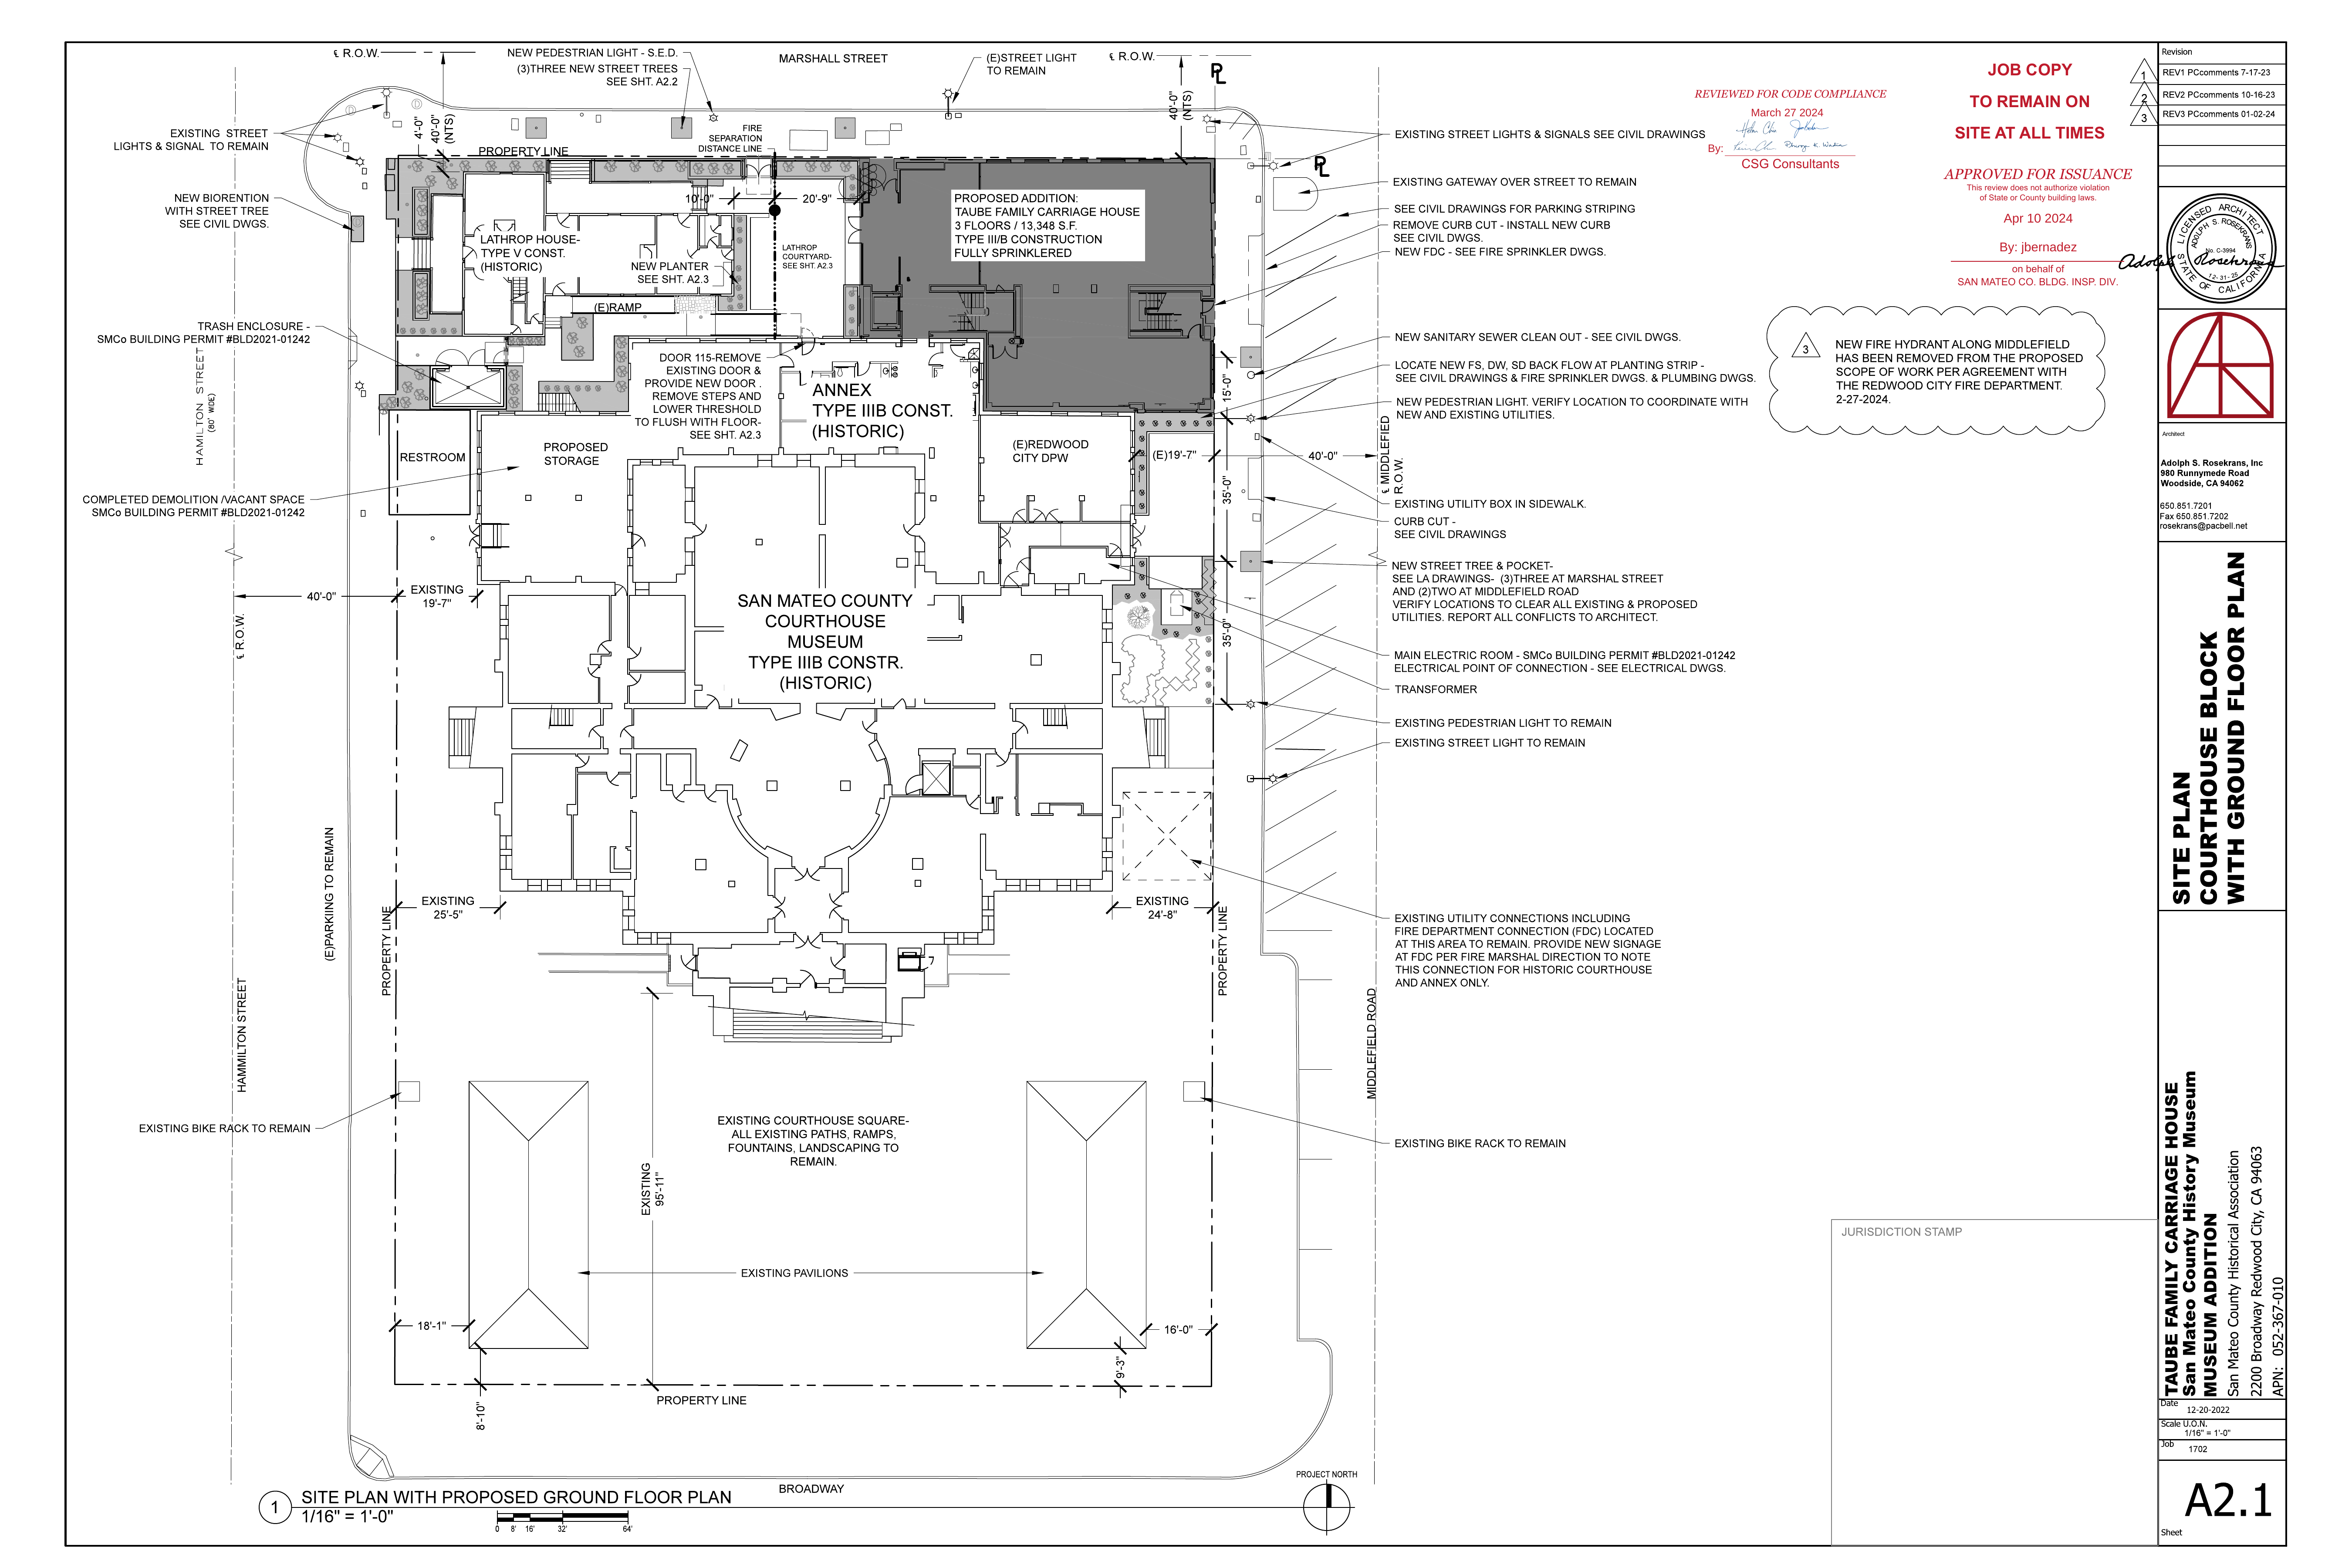 ℄ R.O.W.
NEW PEDESTRIAN LIGHT - S.E.D.
(3)THREE NEW STREET TREES
SEE SHT. A2.2
MARSHALL STREET
(E)STREET LIGHT
TO REMAIN
℄ R.O.W.
PL
40'-0"
(NTS)
4'-0"
40'-0"
(NTS)
EXISTING STREET
LIGHTS & SIGNAL TO REMAIN
PROPERTY LINE
FIRE
SEPARATION
DISTANCE LINE
PL
NEW BIORENTION
WITH STREET TREE
SEE CIVIL DWGS.
10'-0"
20'-9"
LATHROP HOUSE-
TYPE V CONST.
(HISTORIC)
NEW PLANTER
SEE SHT. A2.3
LATHROP
COURTYARD-
SEE SHT. A2.3
PROPOSED ADDITION:
TAUBE FAMILY CARRIAGE HOUSE
3 FLOORS / 13,348 S.F.
TYPE III/B CONSTRUCTION
FULLY SPRINKLERED
(E)RAMP
TRASH ENCLOSURE -
SMCo BUILDING PERMIT #BLD2021-01242
HAMILTON STREET
(80' WIDE)
DOOR 115-REMOVE
EXISTING DOOR &
PROVIDE NEW DOOR .
REMOVE STEPS AND
LOWER THRESHOLD
TO FLUSH WITH FLOOR-
SEE SHT. A2.3
ANNEX
TYPE IIIB CONST.
(HISTORIC)
RESTROOM
PROPOSED
STORAGE
(E)REDWOOD
CITY DPW
(E)19'-7"
40'-0"
15'-0"
35'-0"
35'-0"
℄ MIDDLEFIELD
R.O.W.
COMPLETED DEMOLITION /VACANT SPACE
SMCo BUILDING PERMIT #BLD2021-01242
40'-0"
EXISTING
19'-7"
℄ R.O.W.
SAN MATEO COUNTY
COURTHOUSE
MUSEUM
TYPE IIIB CONSTR.
(HISTORIC)
(E)PARKIING TO REMAIN
EXISTING
25'-5"
EXISTING
24'-8"
PROPERTY LINE
PROPERTY LINE
HAMMILTON STREET
MIDDLEFIELD ROAD
EXISTING BIKE RACK TO REMAIN
EXISTING COURTHOUSE SQUARE-
ALL EXISTING PATHS, RAMPS,
FOUNTAINS, LANDSCAPING TO
REMAIN.
EXISTING
95'-11"
EXISTING PAVILIONS
18'-1"
16'-0"
8'-10"
9'-3"
PROPERTY LINE
BROADWAY
EXISTING STREET LIGHTS & SIGNALS SEE CIVIL DRAWINGS
EXISTING GATEWAY OVER STREET TO REMAIN
SEE CIVIL DRAWINGS FOR PARKING STRIPING
REMOVE CURB CUT - INSTALL NEW CURB
SEE CIVIL DWGS.
NEW FDC - SEE FIRE SPRINKLER DWGS.
NEW SANITARY SEWER CLEAN OUT - SEE CIVIL DWGS.
LOCATE NEW FS, DW, SD BACK FLOW AT PLANTING STRIP -
SEE CIVIL DRAWINGS & FIRE SPRINKLER DWGS. & PLUMBING DWGS.
NEW PEDESTRIAN LIGHT. VERIFY LOCATION TO COORDINATE WITH
NEW AND EXISTING UTILITIES.
EXISTING UTILITY BOX IN SIDEWALK.
CURB CUT -
SEE CIVIL DRAWINGS
NEW STREET TREE & POCKET-
SEE LA DRAWINGS- (3)THREE AT MARSHAL STREET
AND (2)TWO AT MIDDLEFIELD ROAD
VERIFY LOCATIONS TO CLEAR ALL EXISTING & PROPOSED
UTILITIES. REPORT ALL CONFLICTS TO ARCHITECT.
MAIN ELECTRIC ROOM - SMCo BUILDING PERMIT #BLD2021-01242
ELECTRICAL POINT OF CONNECTION - SEE ELECTRICAL DWGS.
TRANSFORMER
EXISTING PEDESTRIAN LIGHT TO REMAIN
EXISTING STREET LIGHT TO REMAIN
EXISTING UTILITY CONNECTIONS INCLUDING
FIRE DEPARTMENT CONNECTION (FDC) LOCATED
AT THIS AREA TO REMAIN. PROVIDE NEW SIGNAGE
AT FDC PER FIRE MARSHAL DIRECTION TO NOTE
THIS CONNECTION FOR HISTORIC COURTHOUSE
AND ANNEX ONLY.
EXISTING BIKE RACK TO REMAIN
1
SITE PLAN WITH PROPOSED GROUND FLOOR PLAN
1/16" = 1'-0"
0 8' 16' 32' 64'
PROJECT NORTH
REVIEWED FOR CODE COMPLIANCE
March 27 2024
By:
CSG Consultants
JOB COPY
TO REMAIN ON
SITE AT ALL TIMES
APPROVED FOR ISSUANCE
This review does not authorize violation
of State or County building laws.
Apr 10 2024
By: jbernadez
on behalf of
SAN MATEO CO. BLDG. INSP. DIV.
3
NEW FIRE HYDRANT ALONG MIDDLEFIELD
HAS BEEN REMOVED FROM THE PROPOSED
SCOPE OF WORK PER AGREEMENT WITH
THE REDWOOD CITY FIRE DEPARTMENT.
2-27-2024.
JURISDICTION STAMP
Revision
1 REV1 PCcomments 7-17-23
2 REV2 PCcomments 10-16-23
3 REV3 PCcomments 01-02-24
LICENSED ARCHITECT
ADOLPH S. ROSEKRANS
No. C-3994
Adolph Rosekrans
12-31-25
STATE OF CALIFORNIA
Architect
Adolph S. Rosekrans, Inc
980 Runnymede Road
Woodside, CA 94062
650.851.7201
Fax 650.851.7202
rosekrans@pacbell.net
SITE PLAN
COURTHOUSE BLOCK
WITH GROUND FLOOR PLAN
TAUBE FAMILY CARRIAGE HOUSE
San Mateo County History Museum
MUSEUM ADDITION
San Mateo County Historical Association
2200 Broadway Redwood City, CA 94063
APN: 052-367-010
Date
12-20-2022
Scale U.O.N.
1/16" = 1'-0"
Job
1702
A2.1
Sheet